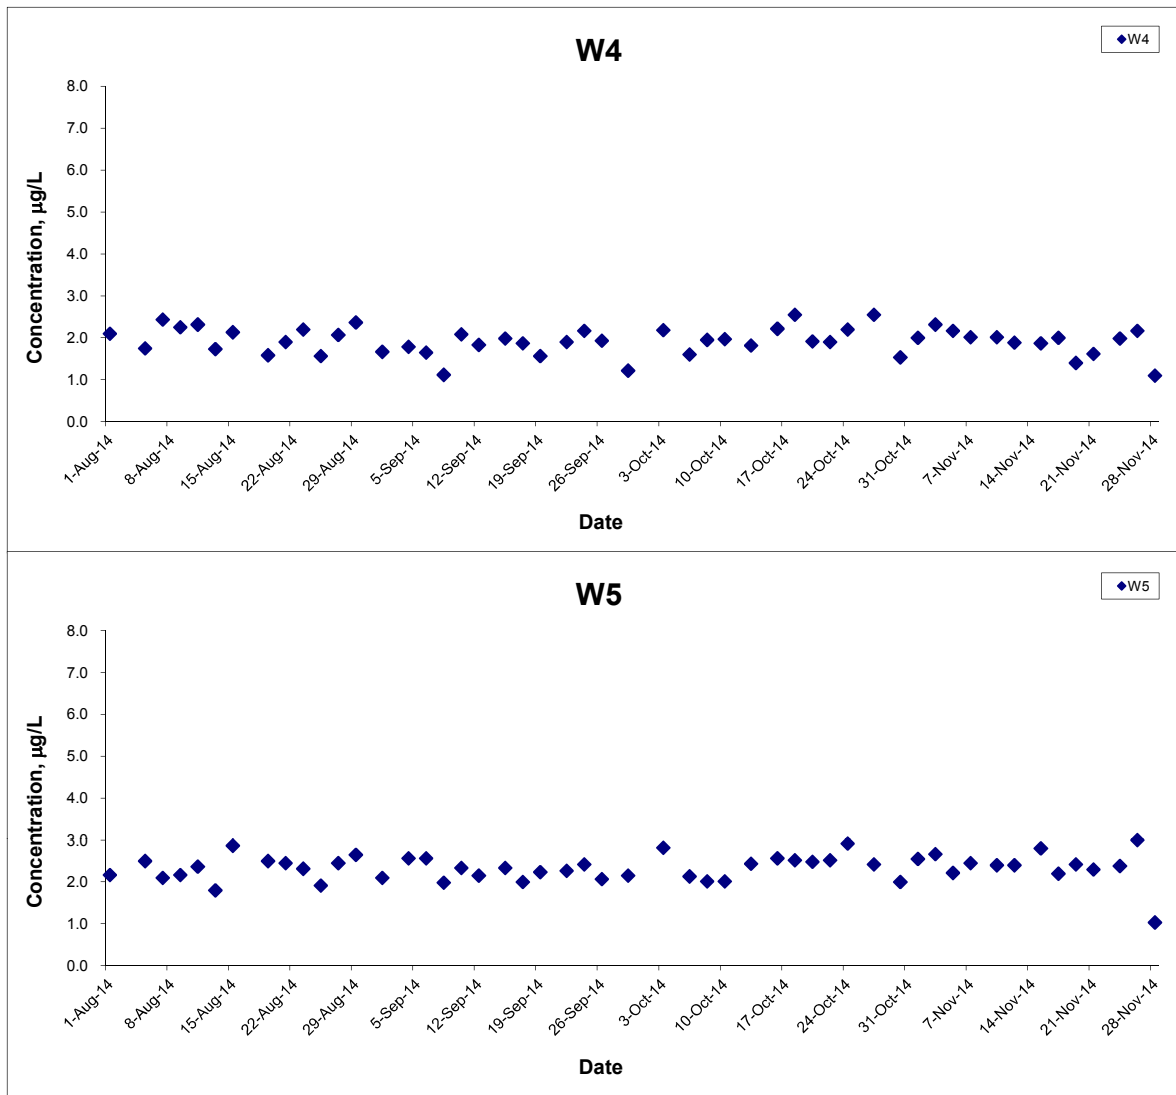 W4
W4
8.0
7.0
6.0
5.0
4.0
3.0
2.0
1.0
0.0
Concentration, µg/L
1-Aug-14 8-Aug-14 15-Aug-14 22-Aug-14 29-Aug-14 5-Sep-14 12-Sep-14 19-Sep-14 26-Sep-14 3-Oct-14 10-Oct-14 17-Oct-14 24-Oct-14 31-Oct-14 7-Nov-14 14-Nov-14 21-Nov-14 28-Nov-14
Date
W5
W5
8.0
7.0
6.0
5.0
4.0
3.0
2.0
1.0
0.0
Concentration, µg/L
1-Aug-14 8-Aug-14 15-Aug-14 22-Aug-14 29-Aug-14 5-Sep-14 12-Sep-14 19-Sep-14 26-Sep-14 3-Oct-14 10-Oct-14 17-Oct-14 24-Oct-14 31-Oct-14 7-Nov-14 14-Nov-14 21-Nov-14 28-Nov-14
Date